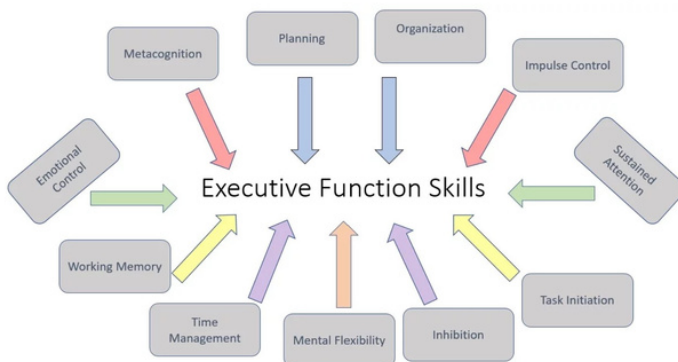 Planning
Organization
Metacognition
Impulse Control
Emotional
Control
Sustained
Attention
Executive Function Skills
Working Memory
Task Initiation
Time
Management
Mental Flexibility
Inhibition